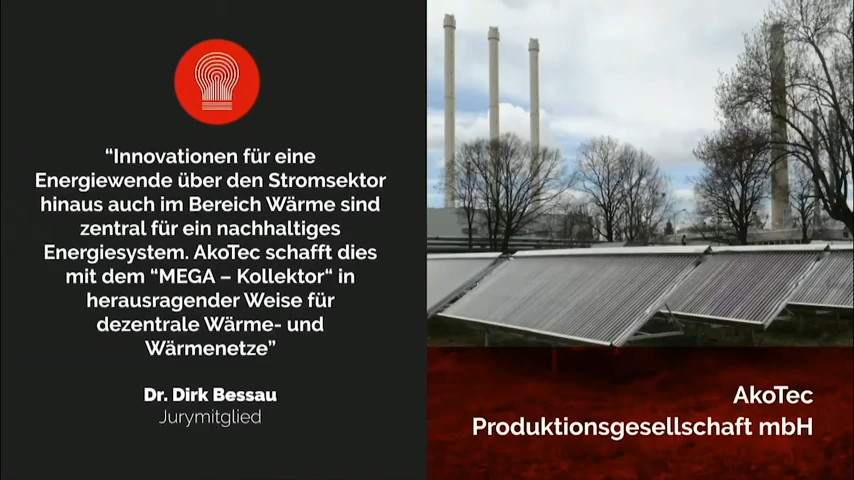 “Innovationen für eine
Energiewende über den Stromsektor
hinaus auch im Bereich Wärme sind
zentral für ein nachhaltiges
Energiesystem. AkoTec schafft dies
mit dem “MEGA – Kollektor“ in
herausragender Weise für
dezentrale Wärme- und
Wärmenetze”
Dr. Dirk Bessau
Jurymitglied
AkoTec
Produktionsgesellschaft mbH